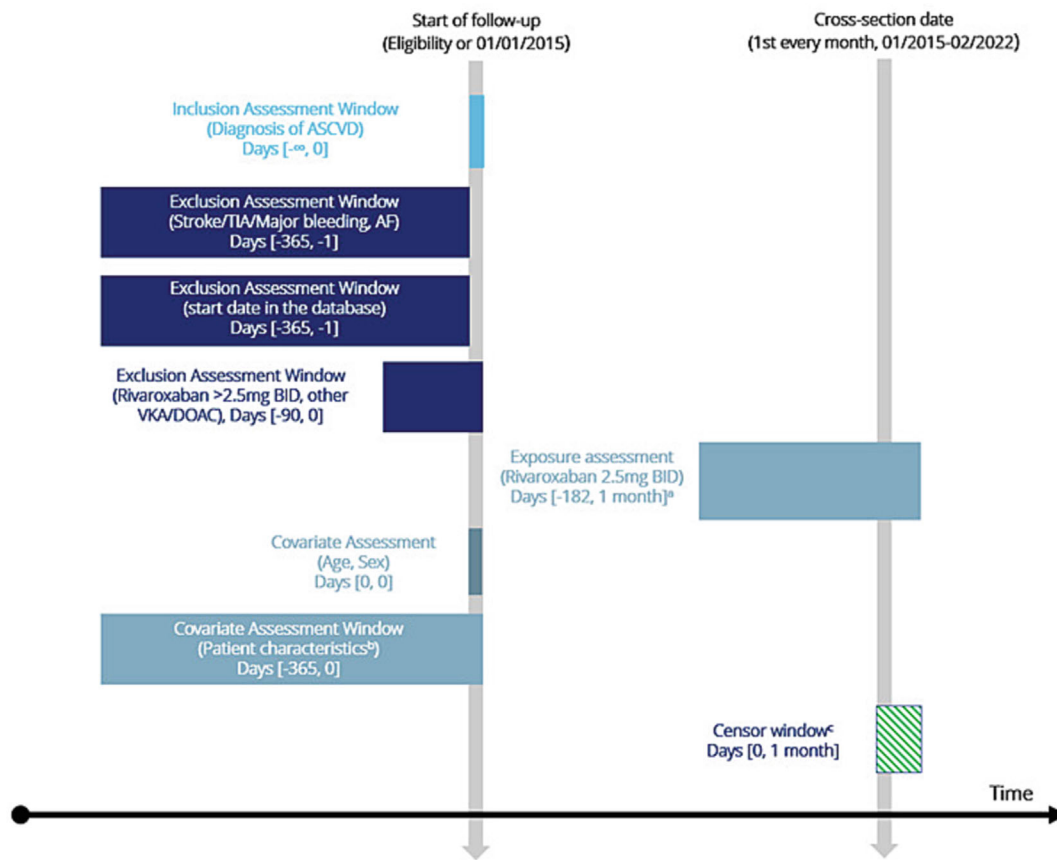 Start of follow-up
(Eligibility or 01/01/2015)
Cross-section date
(1st every month, 01/2015-02/2022)
Inclusion Assessment Window
(Diagnosis of ASCVD)
Days [-∞, 0]
Exclusion Assessment Window
(Stroke/TIA/Major bleeding, AF)
Days [-365, -1]
Exclusion Assessment Window
(start date in the database)
Days [-365, -1]
Exclusion Assessment Window
(Rivaroxaban >2.5mg BID, other
VKA/DOAC), Days [-90, 0]
Exposure assessment
(Rivaroxaban 2.5mg BID)
Days [-182, 1 month]ᵃ
Covariate Assessment
(Age, Sex)
Days [0, 0]
Covariate Assessment Window
(Patient characteristicsᵇ)
Days [-365, 0]
Censor windowᶜ
Days [0, 1 month]
Time